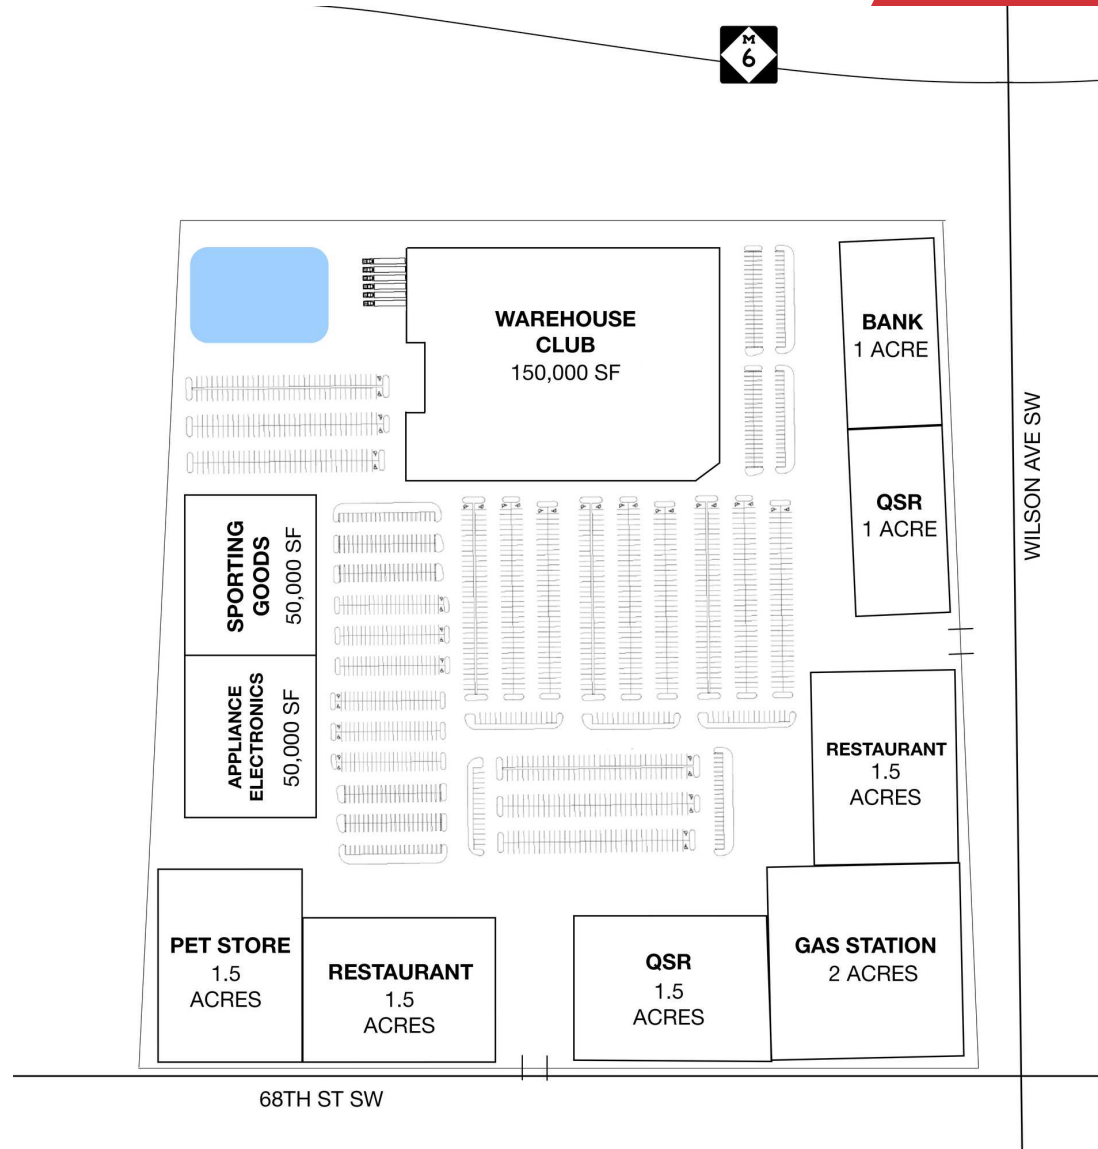 M
6
WAREHOUSE
CLUB
150,000 SF
BANK
1 ACRE
QSR
1 ACRE
WILSON AVE SW
SPORTING
GOODS
50,000 SF
APPLIANCE
ELECTRONICS
50,000 SF
RESTAURANT
1.5
ACRES
PET STORE
1.5
ACRES
RESTAURANT
1.5
ACRES
QSR
1.5
ACRES
GAS STATION
2 ACRES
68TH ST SW